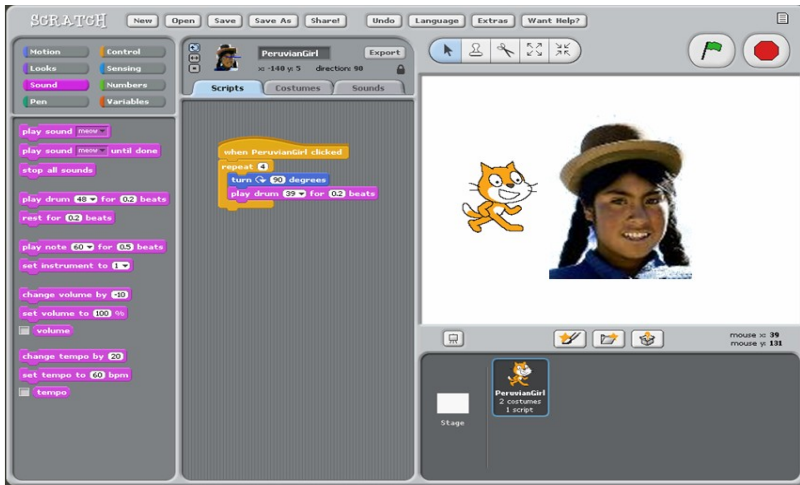 SCRATCH New Open Save Save As Share! Undo Language Extras Want Help?
Motion Control
Looks Sensing
Sound Numbers
Pen Variables
play sound meow
play sound meow until done
stop all sounds
play drum 48 for 0.2 beats
rest for 0.2 beats
play note 60 for 0.5 beats
set instrument to 1
change volume by -10
set volume to 100 %
volume
change tempo by 20
set tempo to 60 bpm
tempo
PeruvianGirl Export
x: -140 y: 5 direction: 90
Scripts Costumes Sounds
when PeruvianGirl clicked
repeat 4
turn 90 degrees
play drum 39 for 0.2 beats
mouse x: 39
mouse y: 131
Stage
PeruvianGirl
2 costumes
1 script